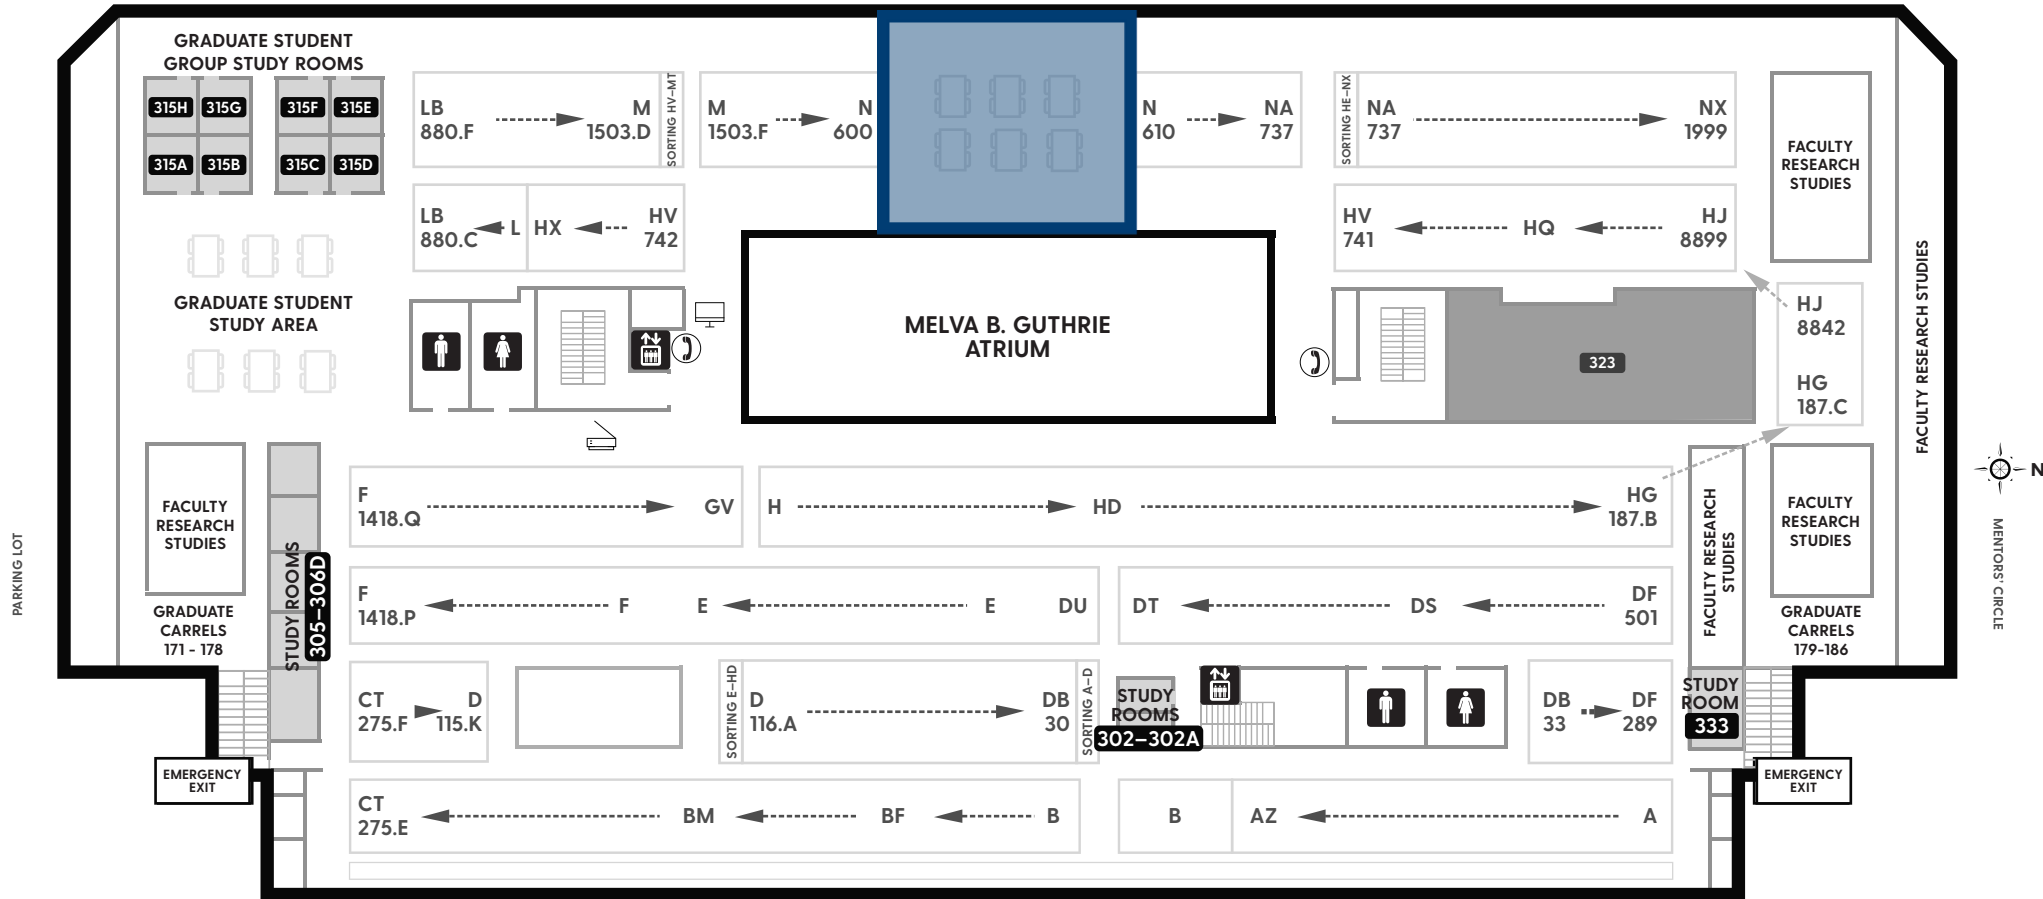 GRADUATE STUDENT
GROUP STUDY ROOMS
315H
315G
315F
315E
315A
315B
315C
315D
LB
880.F
M
1503.D
SORTING HV–MT
M
1503.F
N
600
N
610
NA
737
SORTING HE–NX
NA
737
NX
1999
FACULTY
RESEARCH
STUDIES
LB
880.C
L
HX
HV
742
HV
741
HQ
HJ
8899
GRADUATE STUDENT
STUDY AREA
MELVA B. GUTHRIE
ATRIUM
323
HJ
8842
HG
187.C
FACULTY RESEARCH STUDIES
N
MENTORS' CIRCLE
PARKING LOT
FACULTY
RESEARCH
STUDIES
GRADUATE
CARRELS
171 - 178
STUDY ROOMS
305–306D
F
1418.Q
GV
H
HD
HG
187.B
FACULTY RESEARCH
STUDIES
FACULTY
RESEARCH
STUDIES
GRADUATE
CARRELS
179-186
F
1418.P
F
E
E
DU
DT
DS
DF
501
CT
275.F
D
115.K
SORTING E–HD
D
116.A
DB
30
SORTING A–D
STUDY
ROOMS
302–302A
DB
33
DF
289
STUDY
ROOM
333
EMERGENCY
EXIT
EMERGENCY
EXIT
CT
275.E
BM
BF
B
B
AZ
A